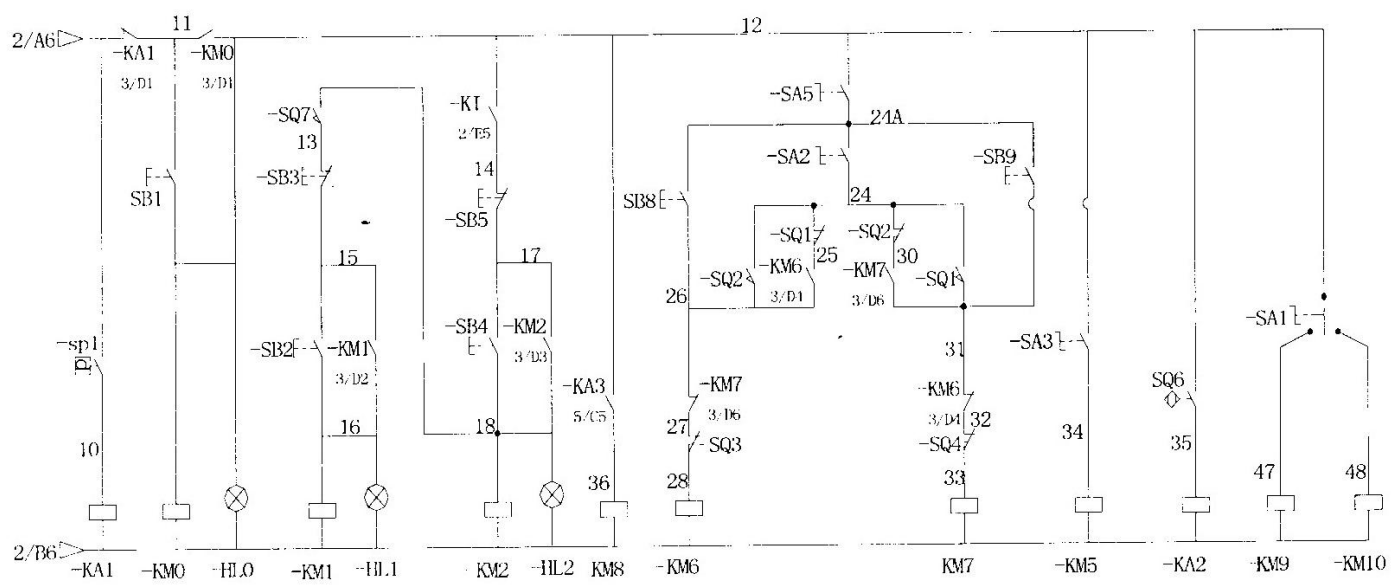 11
12
2/A6
-KA1
-KM0
3/D1
3/D1
-SQ7
-KT
2/E5
-SA5
24A
13
-SB3
14
-SA2
-SB9
SB1
-SB5
SB8
24
-SQ1
-SQ2
25
30
15
17
-SQ2
-KM6
3/D4
-KM7
3/D6
-SQ1
26
-SA1
-sp1
P
-SB2
-KM1
3/D2
-SB4
-KM2
3/D3
31
-SA3
-KA3
5/C5
-KM7
3/D6
-KM6
3/D4
SQ6
10
16
18
27
SQ3
32
-SQ4
34
35
36
28
33
47
48
2/B6
-KA1
-KM0
-HL0
-KM1
-HL1
-KM2
-HL2
KM8
-KM6
KM7
-KM5
-KA2
-KM9
-KM10